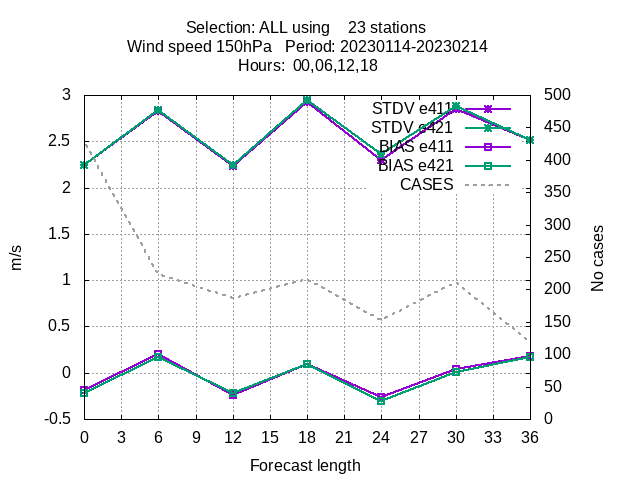 Selection: ALL using 23 stations
Wind speed 150hPa Period: 20230114-20230214
Hours: 00,06,12,18
3 500
STDV e411
450
STDV e421
2.5
BIAS e411
400
BIAS e421
2 CASES
350
300
1.5
250
m/s
No cases
1
200
0.5
150
100
0
50
-0.5 0
0 3 6 9 12 15 18 21 24 27 30 33 36
Forecast length